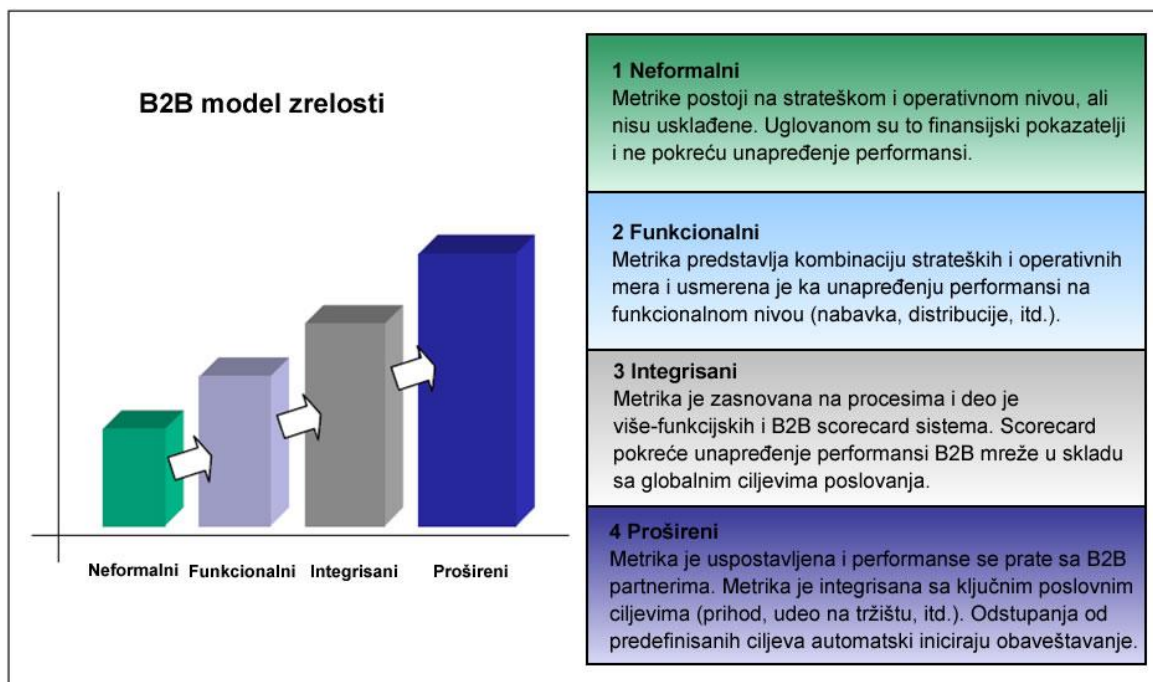 B2B model zrelosti
Neformalni
Funkcionalni
Integrisani
Prošireni
1 Neformalni
Metrike postoji na strateškom i operativnom nivou, ali
nisu usklađene. Uglovanom su to finansijski pokazatelji
i ne pokreću unapređenje performansi.
2 Funkcionalni
Metrika predstavlja kombinaciju strateških i operativnih
mera i usmerena je ka unapređenju performansi na
funkcionalnom nivou (nabavka, distribucije, itd.).
3 Integrisani
Metrika je zasnovana na procesima i deo je
više-funkcijskih i B2B scorecard sistema. Scorecard
pokreće unapređenje performansi B2B mreže u skladu
sa globalnim ciljevima poslovanja.
4 Prošireni
Metrika je uspostavljena i performanse se prate sa B2B
partnerima. Metrika je integrisana sa ključnim poslovnim
ciljevima (prihod, udeo na tržištu, itd.). Odstupanja od
predefinisanih ciljeva automatski iniciraju obaveštavanje.